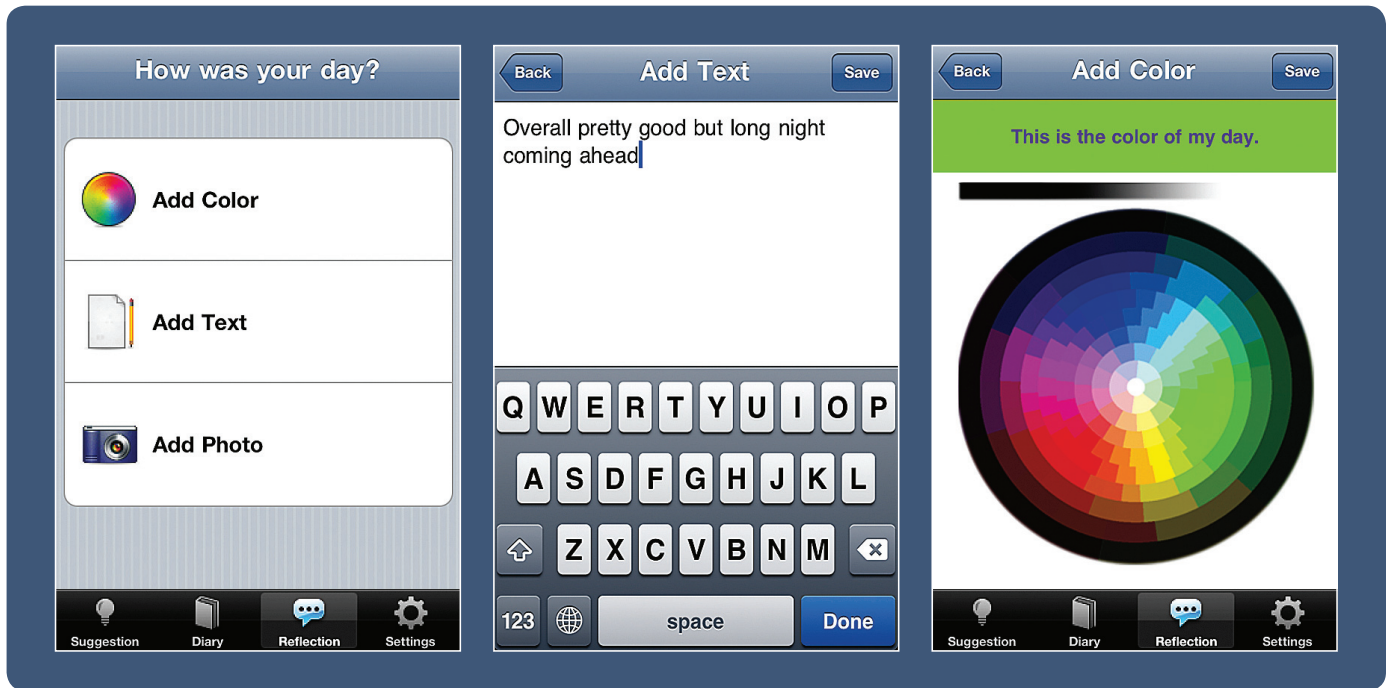 How was your day?
Add Color
Add Text
Add Photo
Suggestion Diary Reflection Settings
Back Add Text Save
Overall pretty good but long night
coming ahead
Q W E R T Y U I O P
A S D F G H J K L
Z X C V B N M
123 space Done
Back Add Color Save
This is the color of my day.
Suggestion Diary Reflection Settings